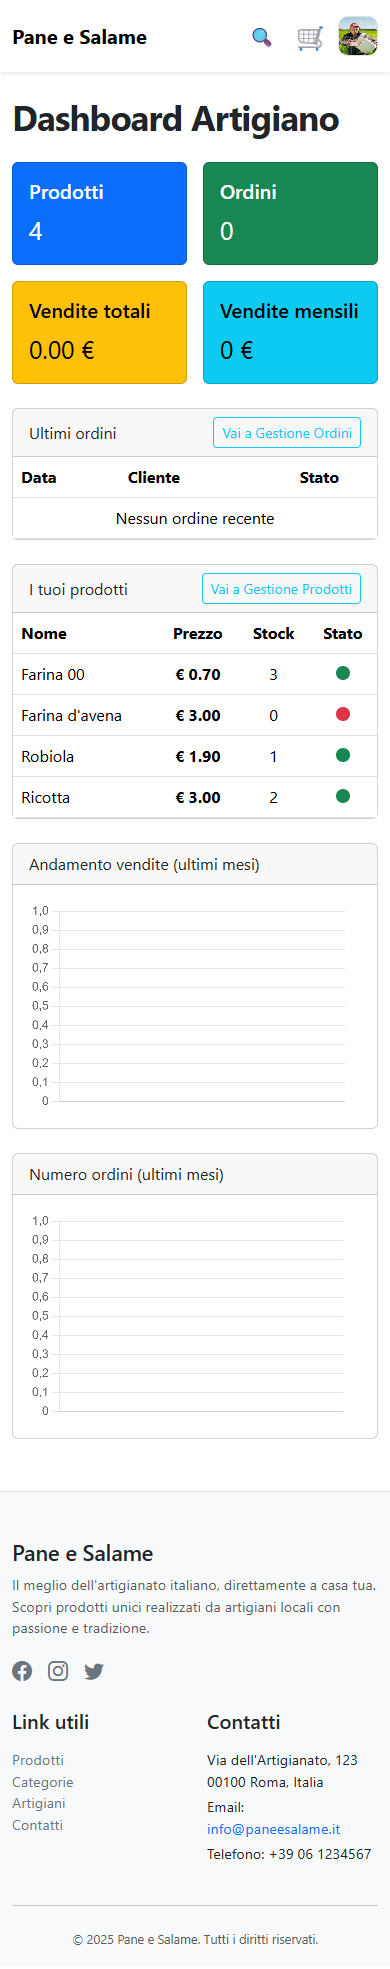 Pane e Salame
Dashboard Artigiano
Prodotti
4
Ordini
0
Vendite totali
0.00 €
Vendite mensili
0 €
Ultimi ordini
Vai a Gestione Ordini
Data Cliente Stato
Nessun ordine recente
I tuoi prodotti
Vai a Gestione Prodotti
Nome Prezzo Stock Stato
Farina 00 € 0.70 3
Farina d'avena € 3.00 0
Robiola € 1.90 1
Ricotta € 3.00 2
Andamento vendite (ultimi mesi)
1,0
0,9
0,8
0,7
0,6
0,5
0,4
0,3
0,2
0,1
0
Numero ordini (ultimi mesi)
1,0
0,9
0,8
0,7
0,6
0,5
0,4
0,3
0,2
0,1
0
Pane e Salame
Il meglio dell'artigianato italiano, direttamente a casa tua.
Scopri prodotti unici realizzati da artigiani locali con
passione e tradizione.
Link utili
Prodotti
Categorie
Artigiani
Contatti
Contatti
Via dell'Artigianato, 123
00100 Roma, Italia
Email:
info@paneesalame.it
Telefono: +39 06 1234567
© 2025 Pane e Salame. Tutti i diritti riservati.